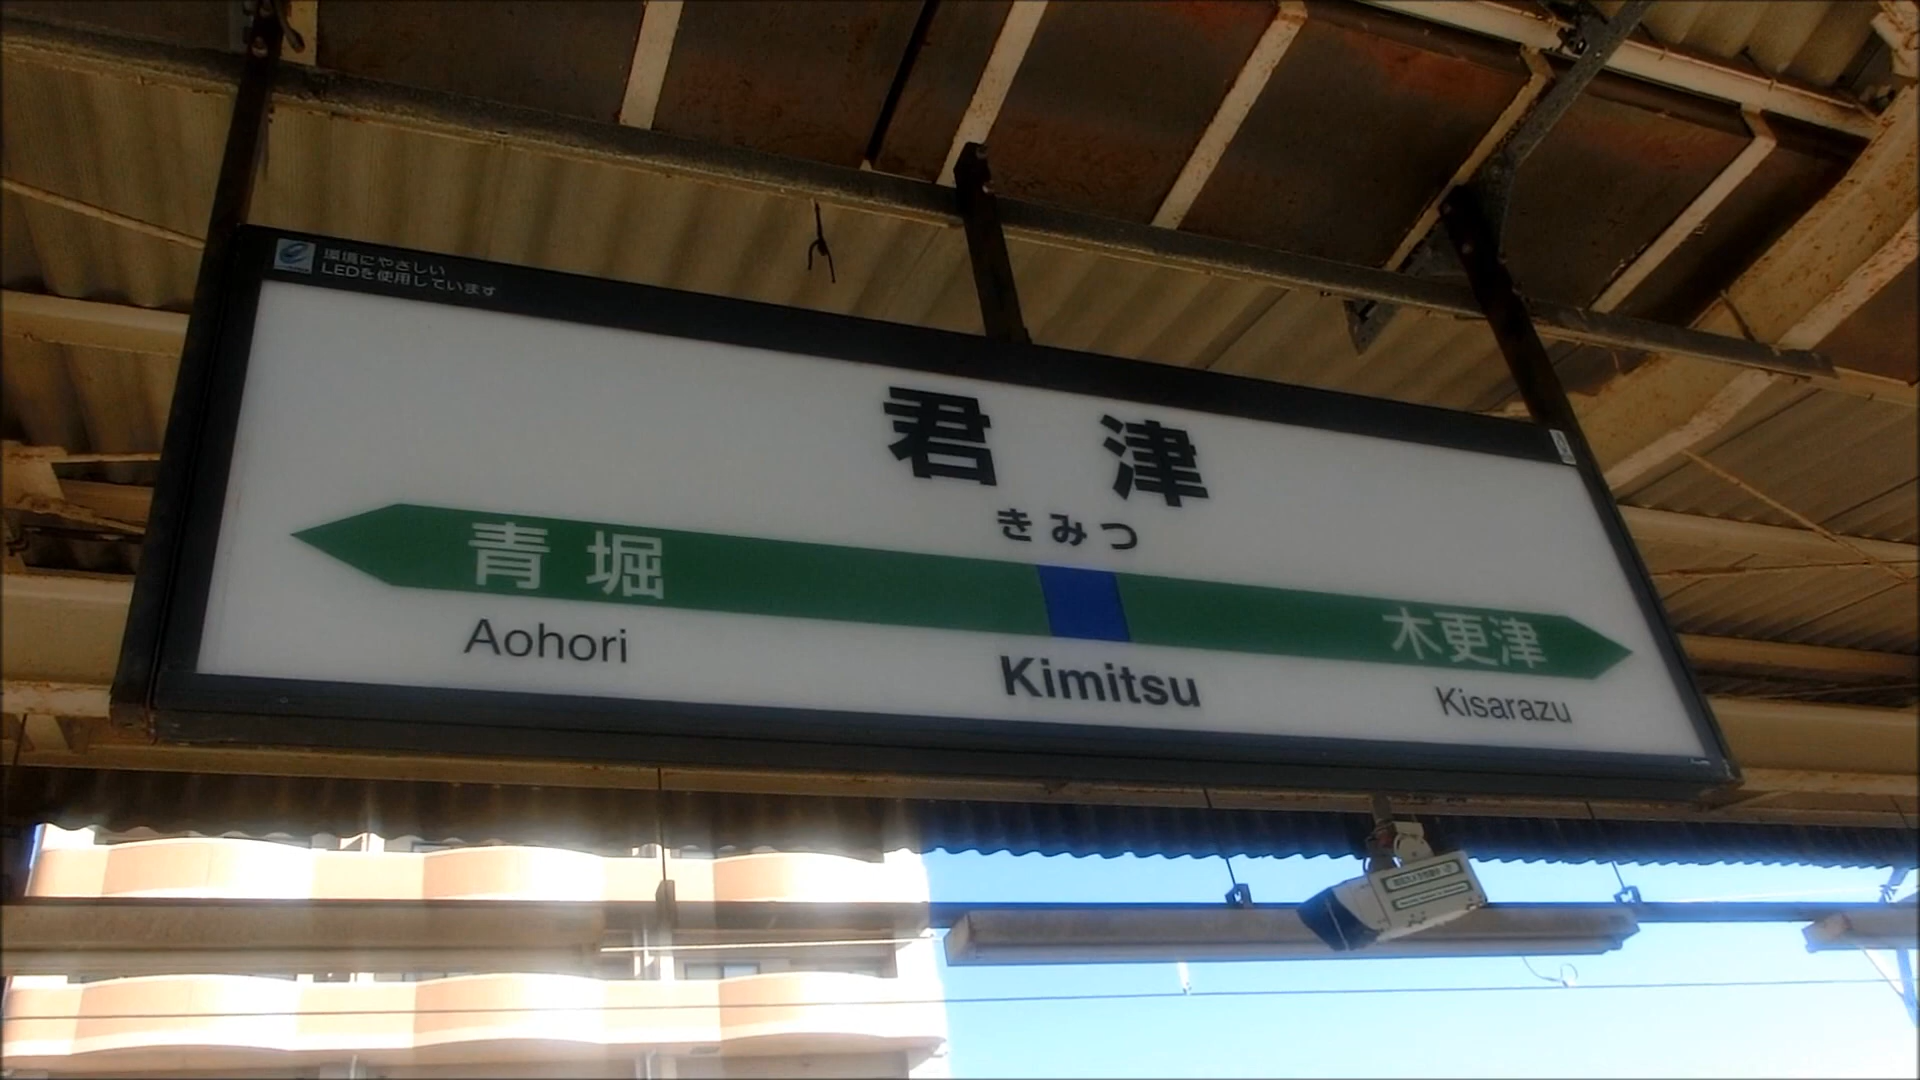 環境にやさしい
LEDを使用しています
君津
きみつ
青堀
木更津
Aohori
Kimitsu
Kisarazu